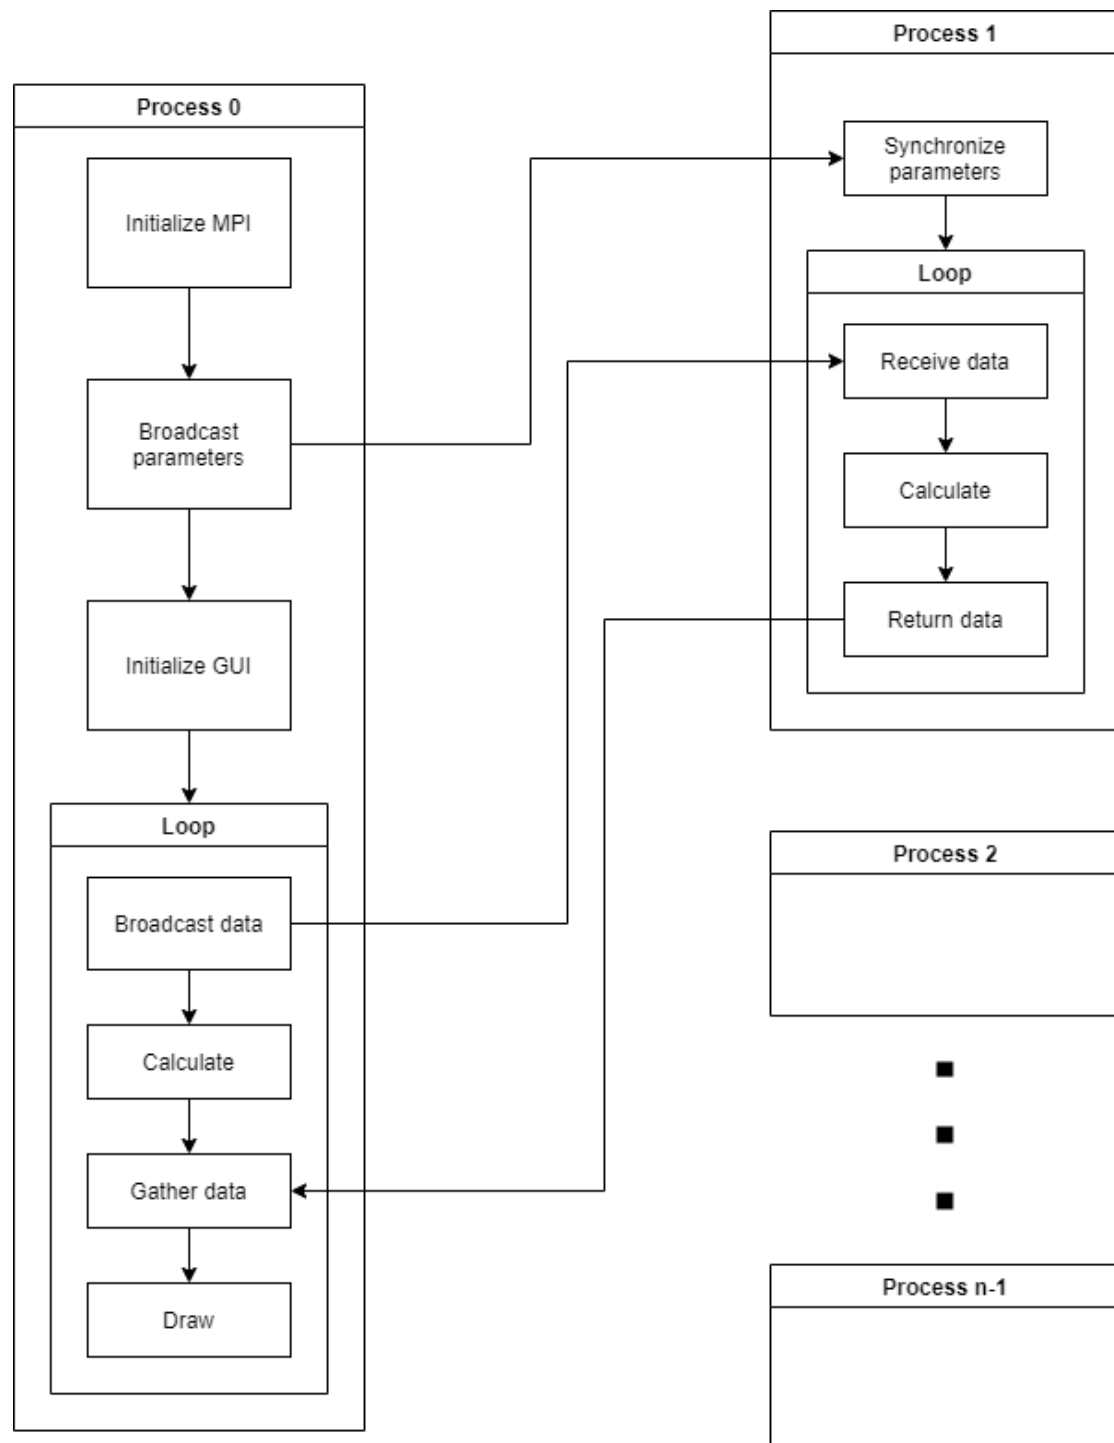 Process 0
Initialize MPI
Broadcast
parameters
Initialize GUI
Loop
Broadcast data
Calculate
Gather data
Draw
Process 1
Synchronize
parameters
Loop
Receive data
Calculate
Return data
Process 2
Process n-1